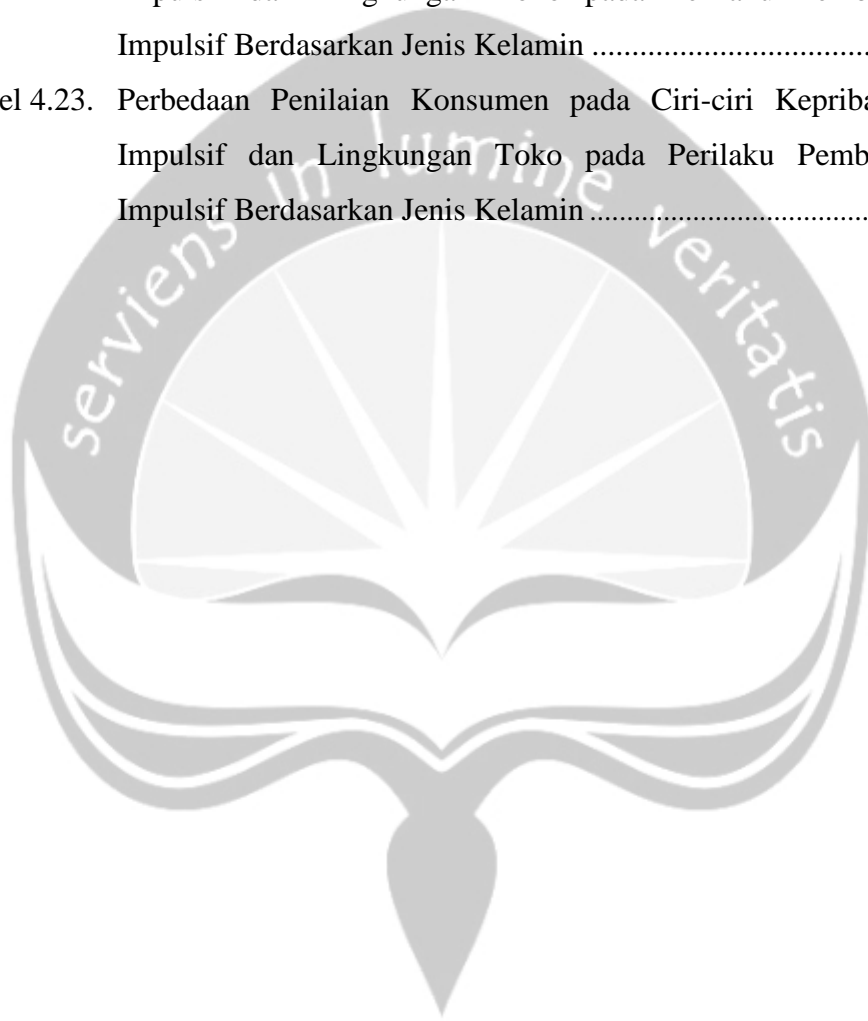 Impulsif Berdasarkan Jenis Kelamin ..................................
el 4.23. Perbedaan Penilaian Konsumen pada Ciri-ciri Kepriba
Impulsif dan Lingkungan Toko pada Perilaku Pemb
Impulsif Berdasarkan Jenis Kelamin ..................................
serviens in lumine veritatis